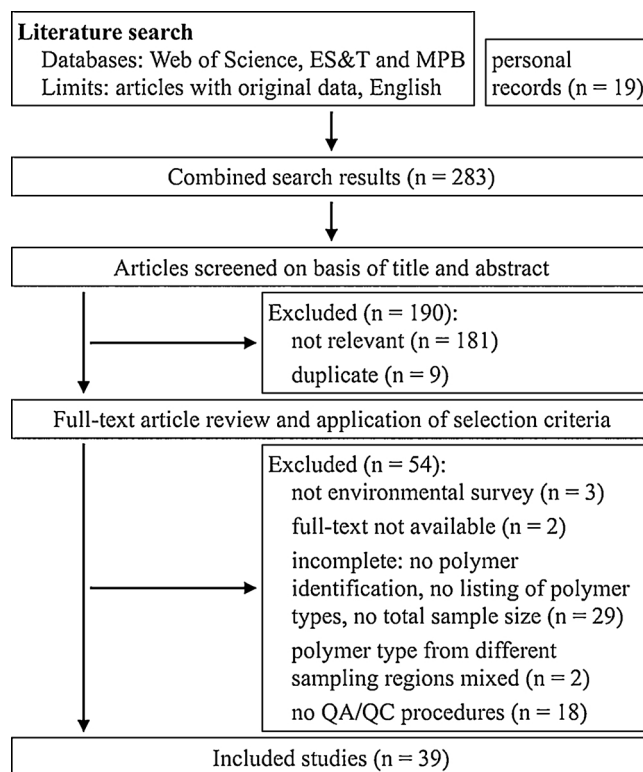 Literature search
Databases: Web of Science, ES&T and MPB
Limits: articles with original data, English
personal
records (n = 19)
Combined search results (n = 283)
Articles screened on basis of title and abstract
Excluded (n = 190):
not relevant (n = 181)
duplicate (n = 9)
Full-text article review and application of selection criteria
Excluded (n = 54):
not environmental survey (n = 3)
full-text not available (n = 2)
incomplete: no polymer
identification, no listing of polymer
types, no total sample size (n = 29)
polymer type from different
sampling regions mixed (n = 2)
no QA/QC procedures (n = 18)
Included studies (n = 39)